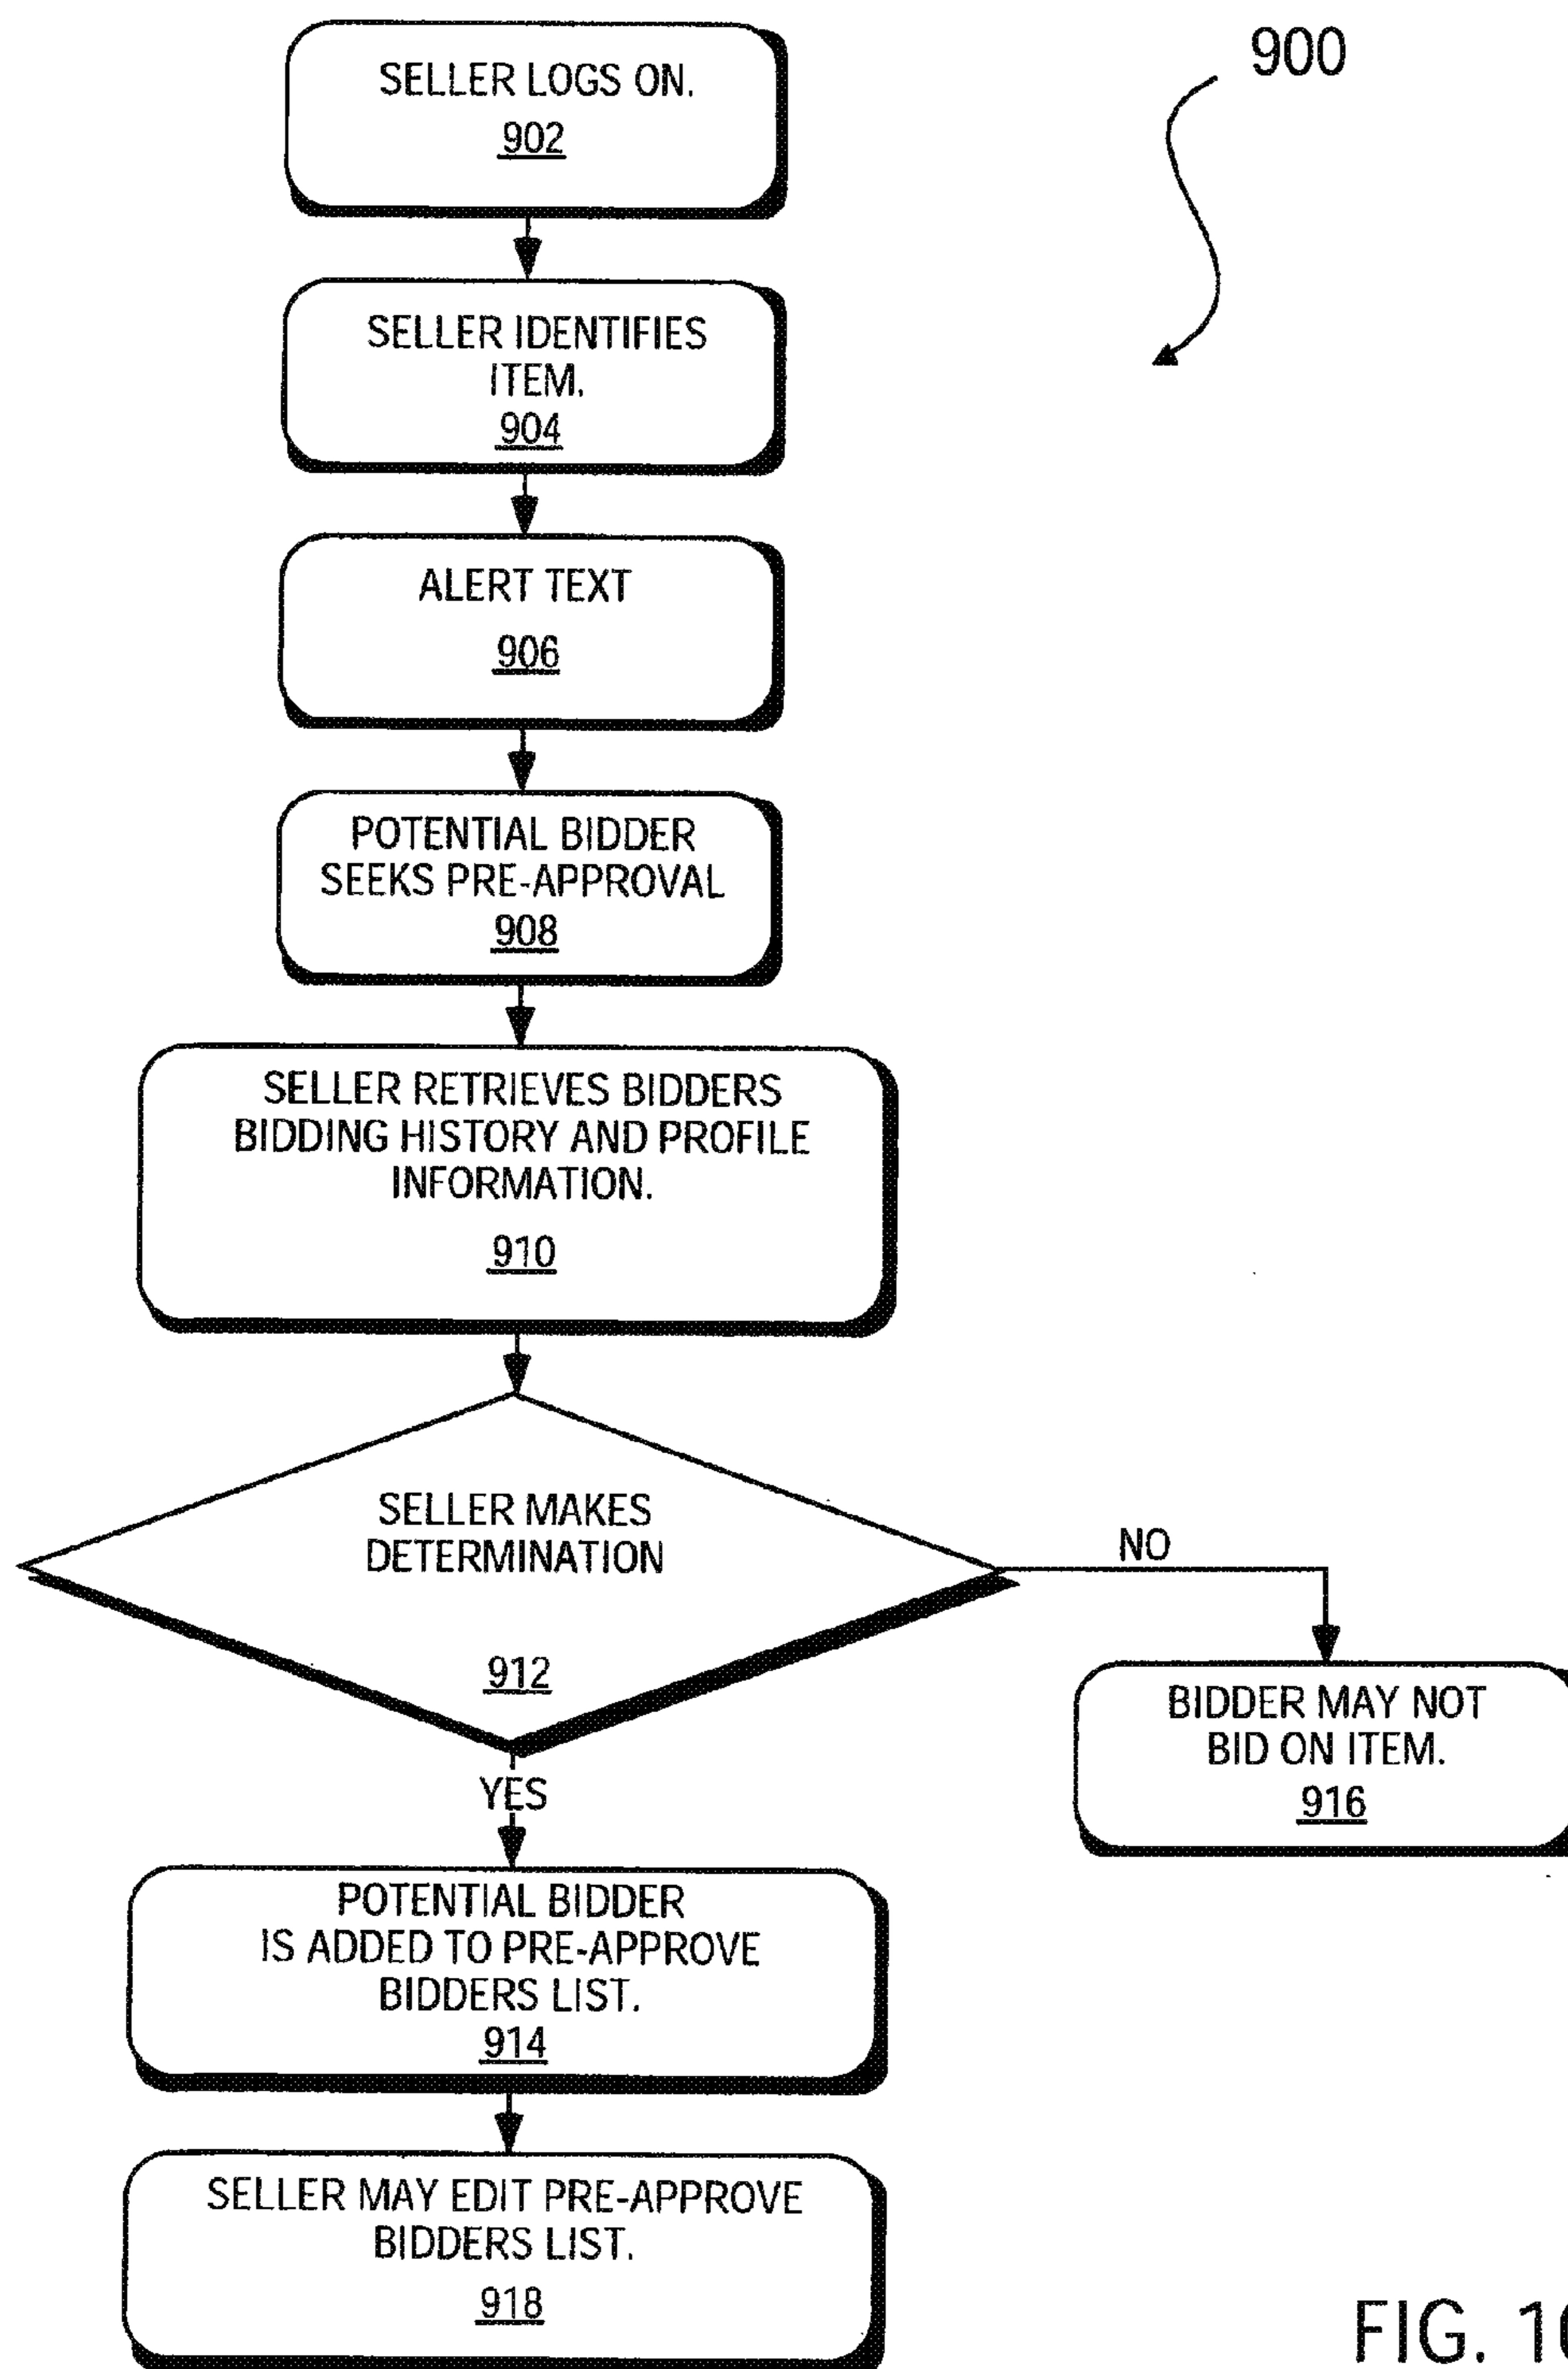 900
SELLER LOGS ON.
902
SELLER IDENTIFIES
ITEM.
904
ALERT TEXT
906
POTENTIAL BIDDER
SEEKS PRE-APPROVAL
908
SELLER RETRIEVES BIDDERS
BIDDING HISTORY AND PROFILE
INFORMATION.
910
SELLER MAKES
DETERMINATION
912
NO
BIDDER MAY NOT
BID ON ITEM.
916
YES
POTENTIAL BIDDER
IS ADDED TO PRE-APPROVE
BIDDERS LIST.
914
SELLER MAY EDIT PRE-APPROVE
BIDDERS LIST.
918
FIG.